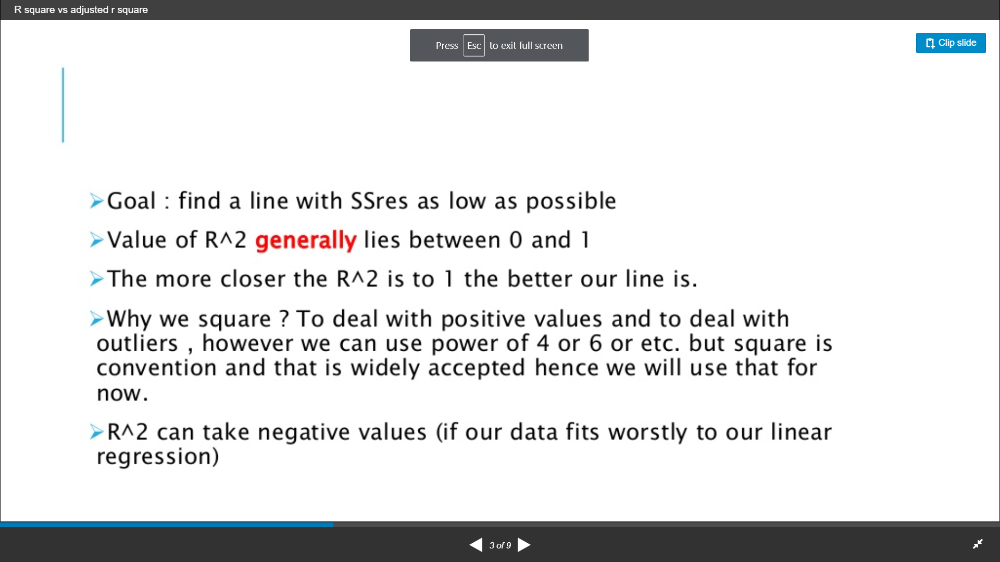 R square vs adjusted r square
Press Esc to exit full screen
Clip slide
Goal : find a line with SSres as low as possible
Value of R^2 generally lies between 0 and 1
The more closer the R^2 is to 1 the better our line is.
Why we square ? To deal with positive values and to deal with
outliers , however we can use power of 4 or 6 or etc. but square is
convention and that is widely accepted hence we will use that for
now.
R^2 can take negative values (if our data fits worstly to our linear
regression)
3 of 9